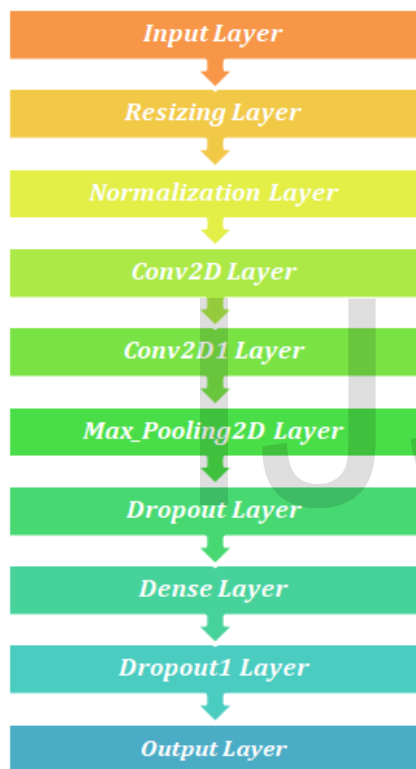 Input Layer
Resizing Layer
Normalization Layer
Conv2D Layer
Conv2D1 Layer
Max_Pooling2D Layer
Dropout Layer
Dense Layer
Dropout1 Layer
Output Layer
IJ